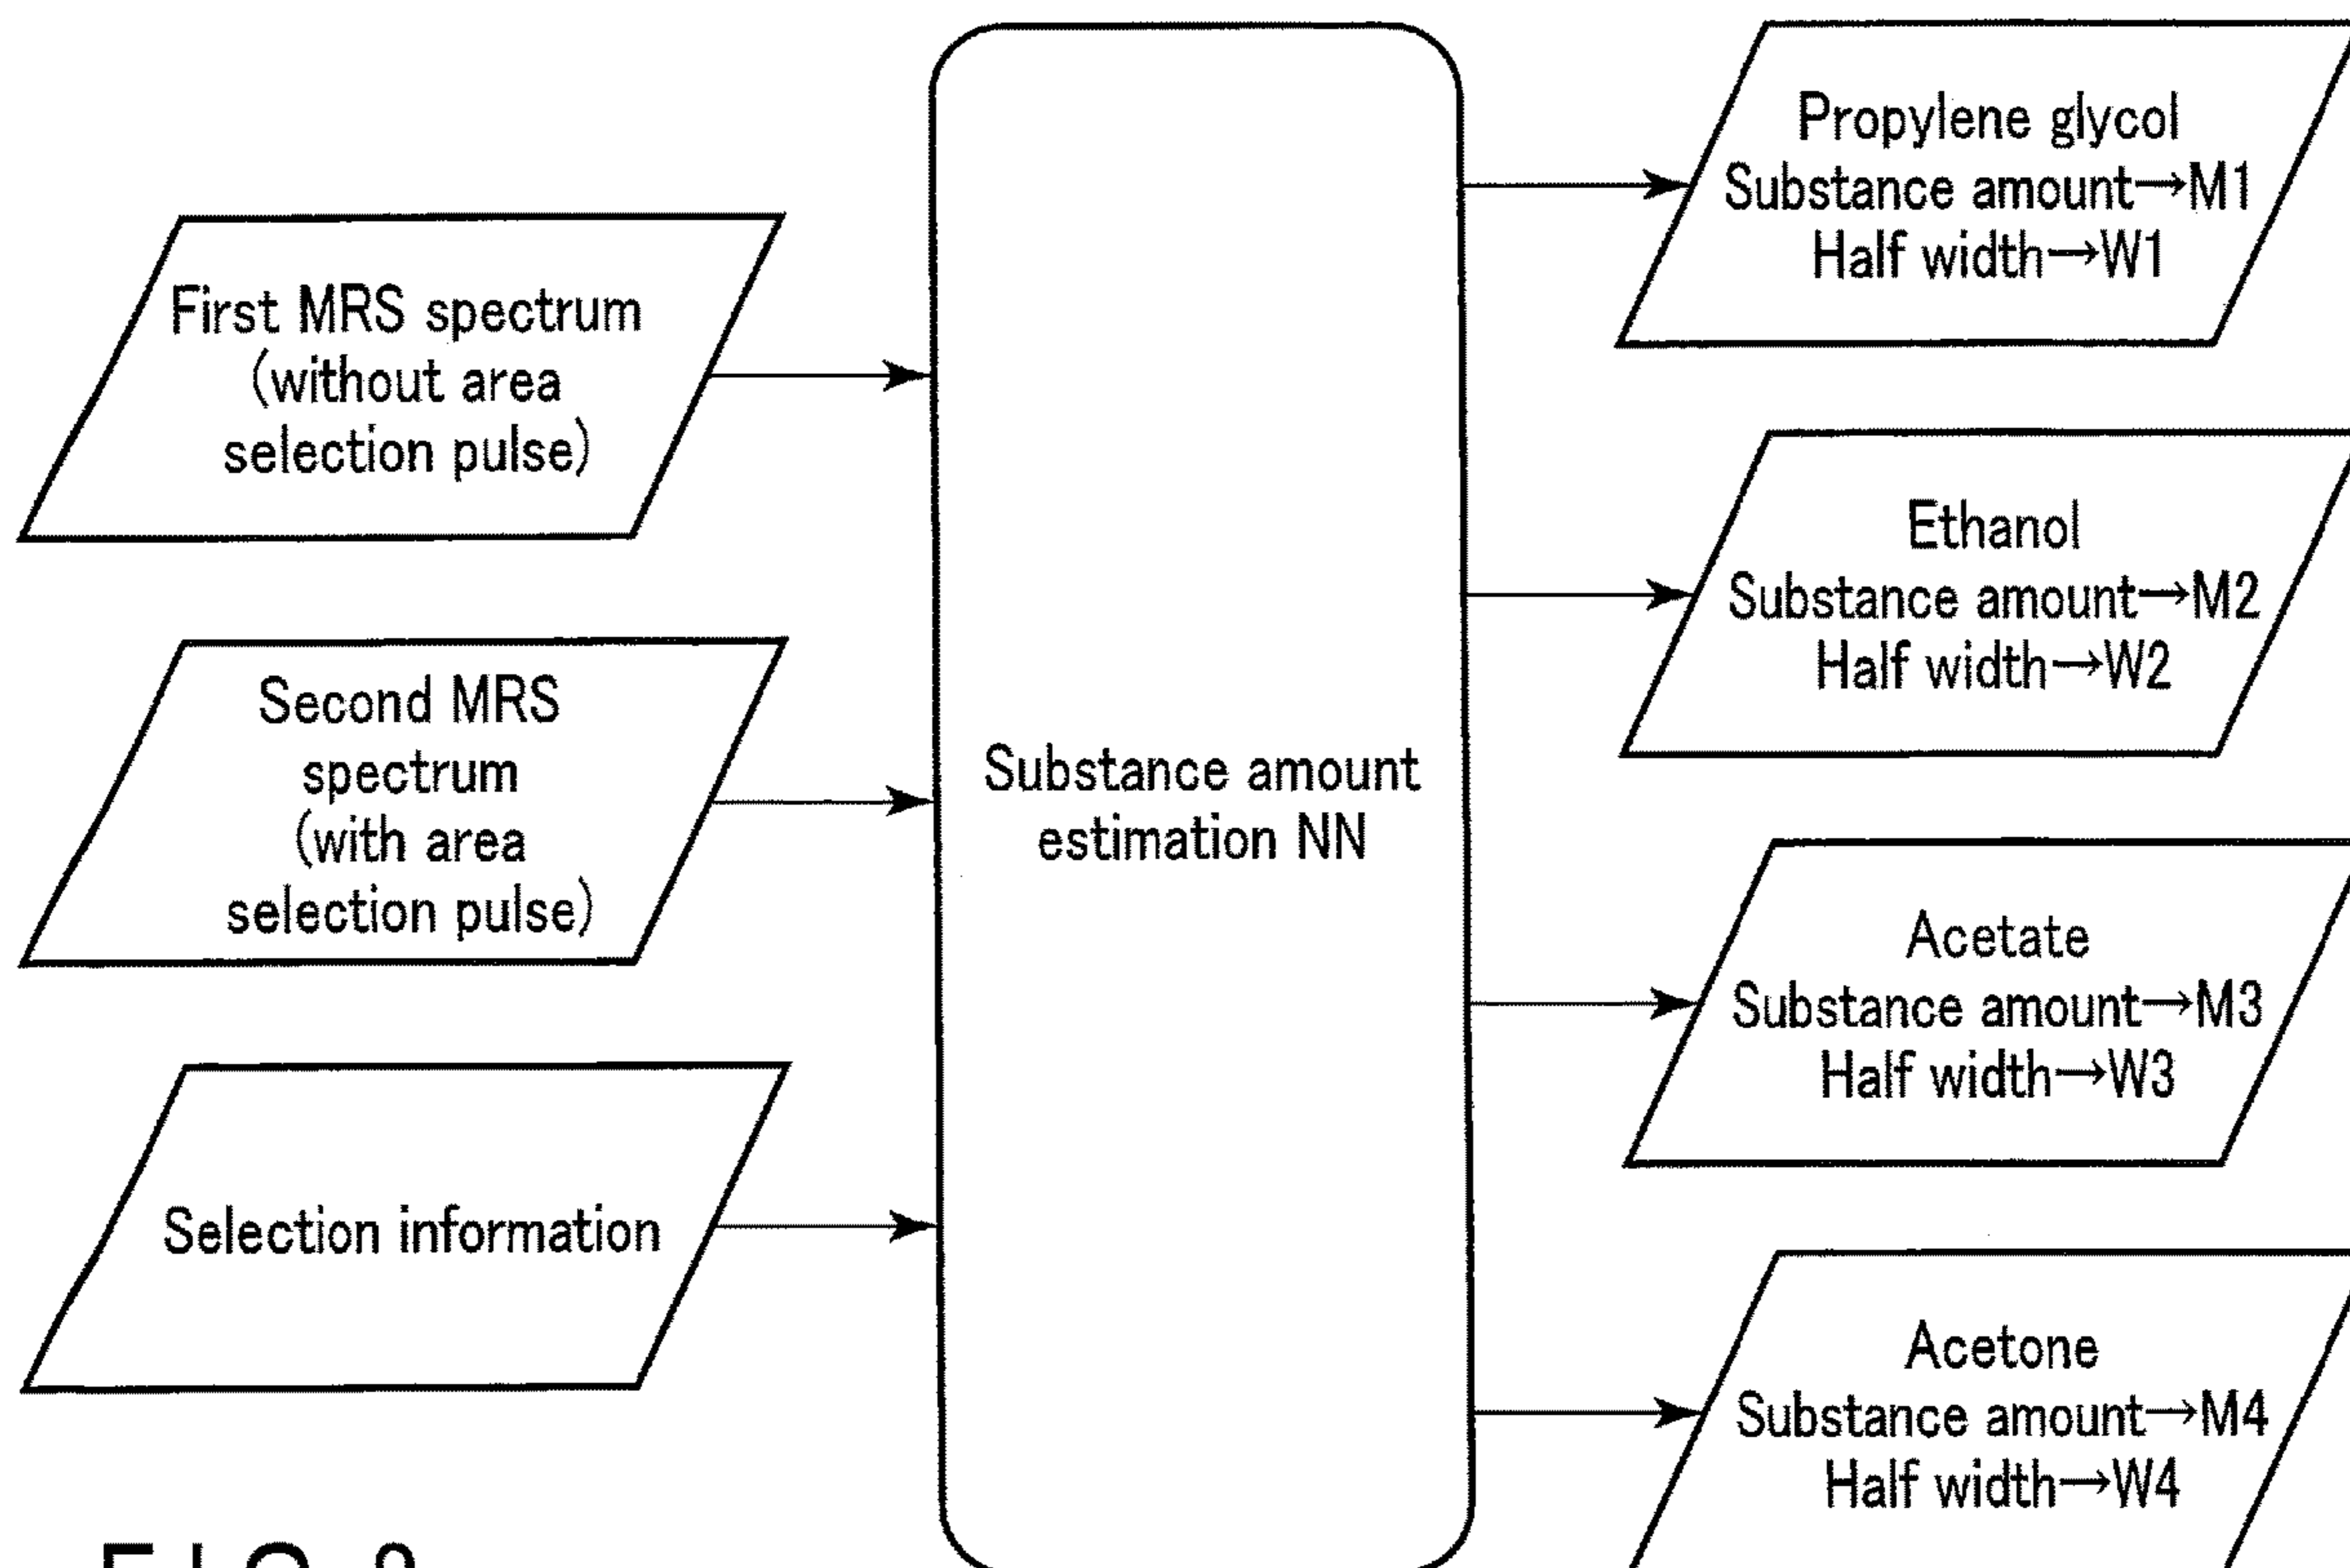 First MRS spectrum
(without area
selection pulse)
Second MRS
spectrum
(with area
selection pulse)
Selection information
Substance amount
estimation NN
Propylene glycol
Substance amount→M1
Half width→W1
Ethanol
Substance amount→M2
Half width→W2
Acetate
Substance amount→M3
Half width→W3
Acetone
Substance amount→M4
Half width→W4